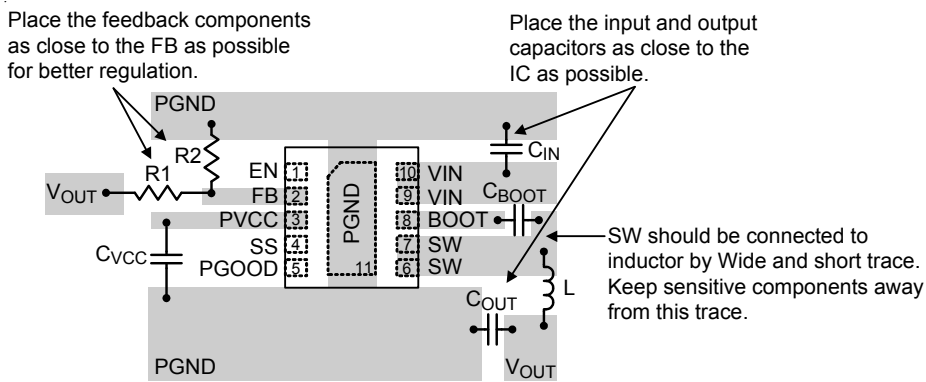 Place the feedback components
as close to the FB as possible
for better regulation.
Place the input and output
capacitors as close to the
IC as possible.
PGND
R2
R1
VOUT
CIN
EN 1
FB 2
PVCC 3
SS 4
PGOOD 5
PGND
11
10 VIN
9 VIN
8 BOOT
7 SW
6 SW
CBOOT
CVCC
SW should be connected to
inductor by Wide and short trace.
Keep sensitive components away
from this trace.
L
COUT
PGND
VOUT